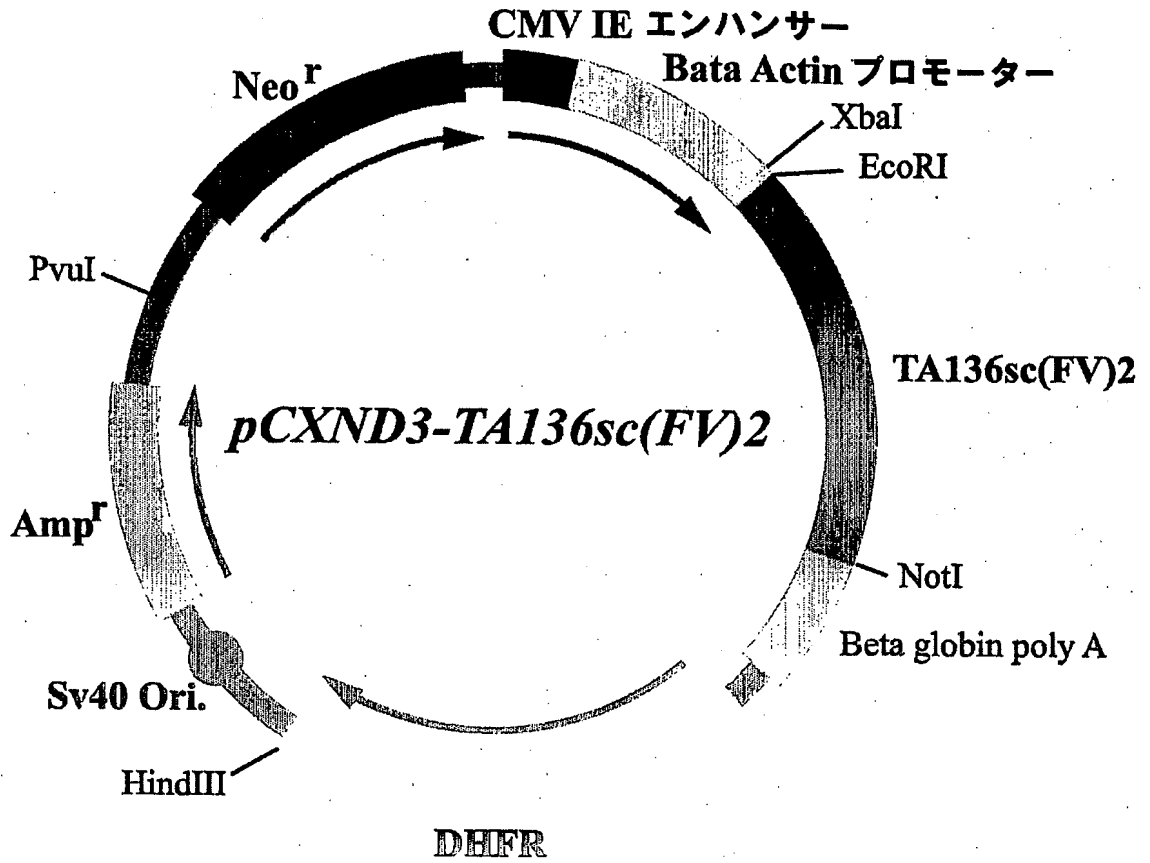 CMV IE エンハンサー
Bata Actin プロモーター
Neo^r
XbaI
EcoRI
PvuI
TA136sc(FV)2
pCXND3-TA136sc(FV)2
Amp^r
NotI
Beta globin poly A
Sv40 Ori.
HindIII
DHFR